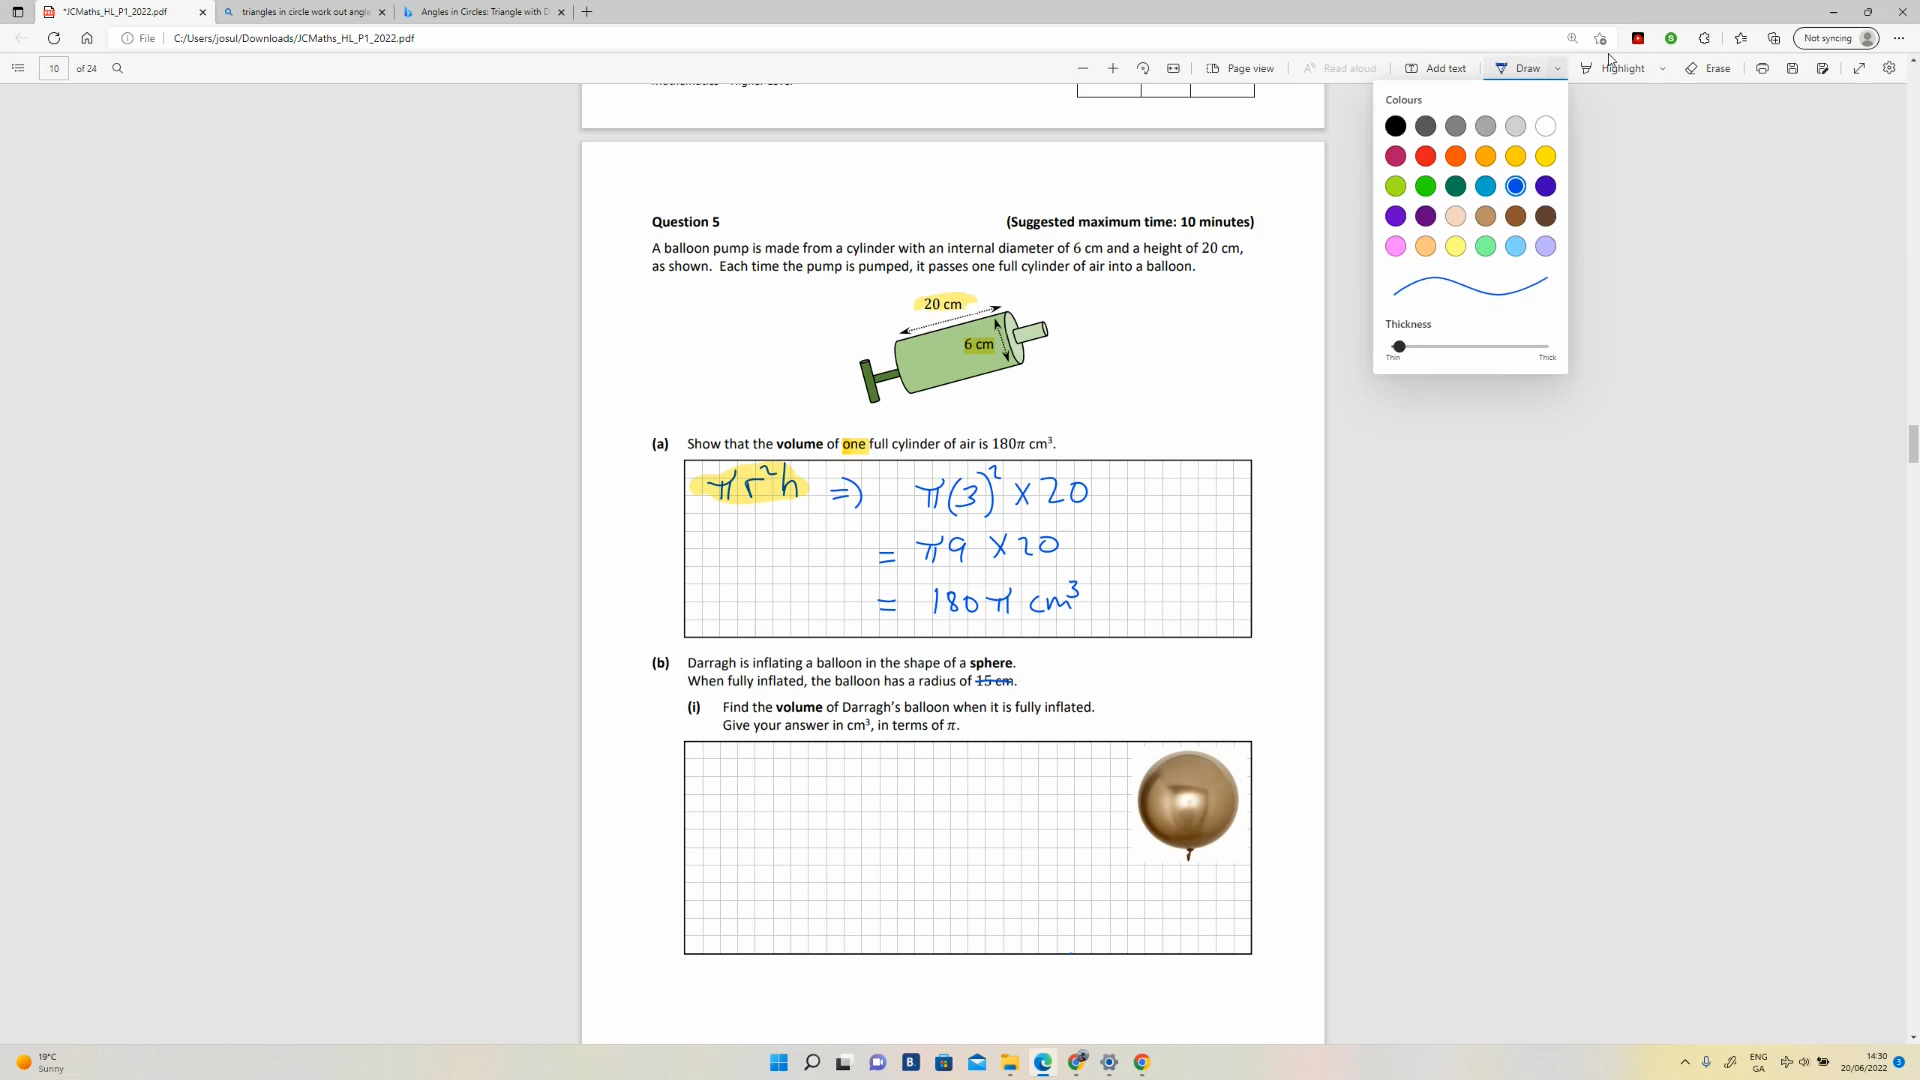 *JCMaths_HL_P1_2022.pdf
triangles in circle work out angle
Angles in Circles: Triangle with D
File
C:/Users/josul/Downloads/JCMaths_HL_P1_2022.pdf
Not syncing
10 of 24
Page view
Read aloud
Add text
Draw
Highlight
Erase
Colours
Thickness
Thin
Thick
Question 5
(Suggested maximum time: 10 minutes)
A balloon pump is made from a cylinder with an internal diameter of 6 cm and a height of 20 cm,
as shown. Each time the pump is pumped, it passes one full cylinder of air into a balloon.
20 cm
6 cm
(a) Show that the volume of one full cylinder of air is 180π cm³.
πr²h => π(3)² × 20
= π9 × 20
= 180π cm³
(b) Darragh is inflating a balloon in the shape of a sphere.
When fully inflated, the balloon has a radius of 15 cm.
(i) Find the volume of Darragh's balloon when it is fully inflated.
Give your answer in cm³, in terms of π.
19°C
Sunny
ENG
GA
14:30
20/06/2022
3